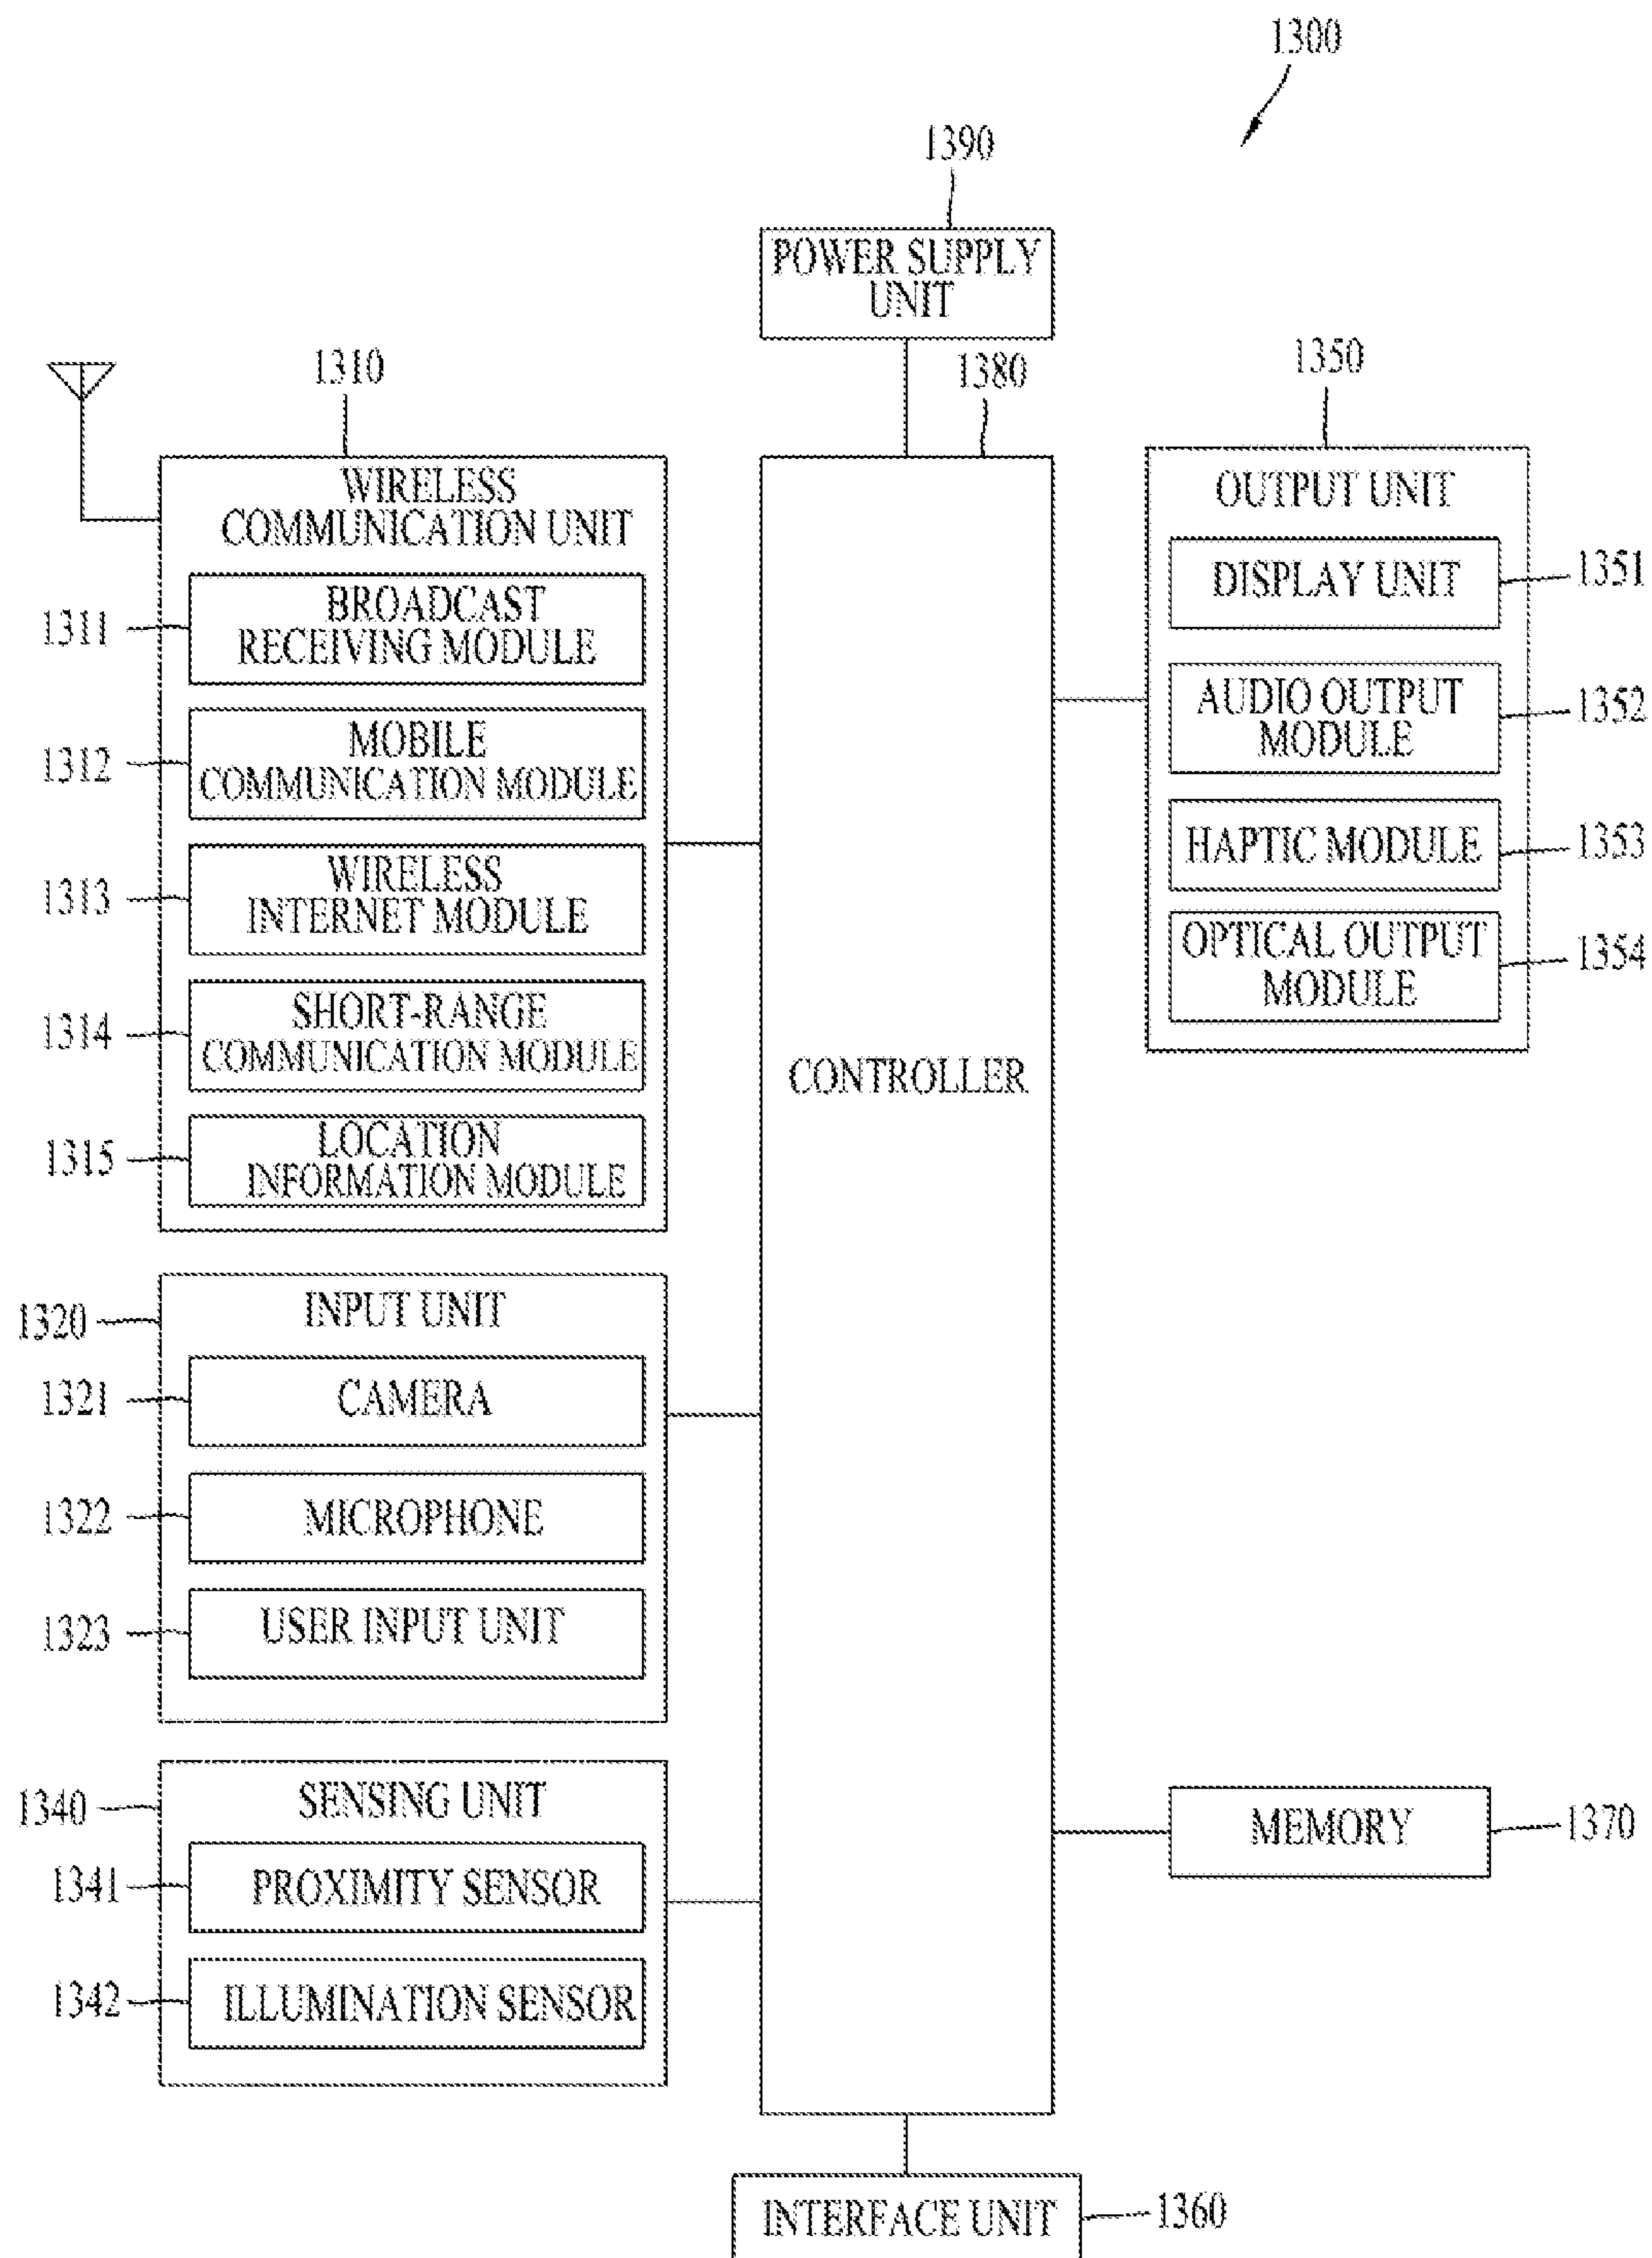 1300
1390
POWER SUPPLY
UNIT
1310
1380
1350
WIRELESS
COMMUNICATION UNIT
1311
BROADCAST
RECEIVING MODULE
1312
MOBILE
COMMUNICATION MODULE
1313
WIRELESS
INTERNET MODULE
1314
SHORT-RANGE
COMMUNICATION MODULE
1315
LOCATION
INFORMATION MODULE
1320
INPUT UNIT
1321
CAMERA
1322
MICROPHONE
1323
USER INPUT UNIT
1340
SENSING UNIT
1341
PROXIMITY SENSOR
1342
ILLUMINATION SENSOR
CONTROLLER
OUTPUT UNIT
DISPLAY UNIT
1351
AUDIO OUTPUT
MODULE
1352
HAPTIC MODULE
1353
OPTICAL OUTPUT
MODULE
1354
MEMORY
1370
INTERFACE UNIT
1360